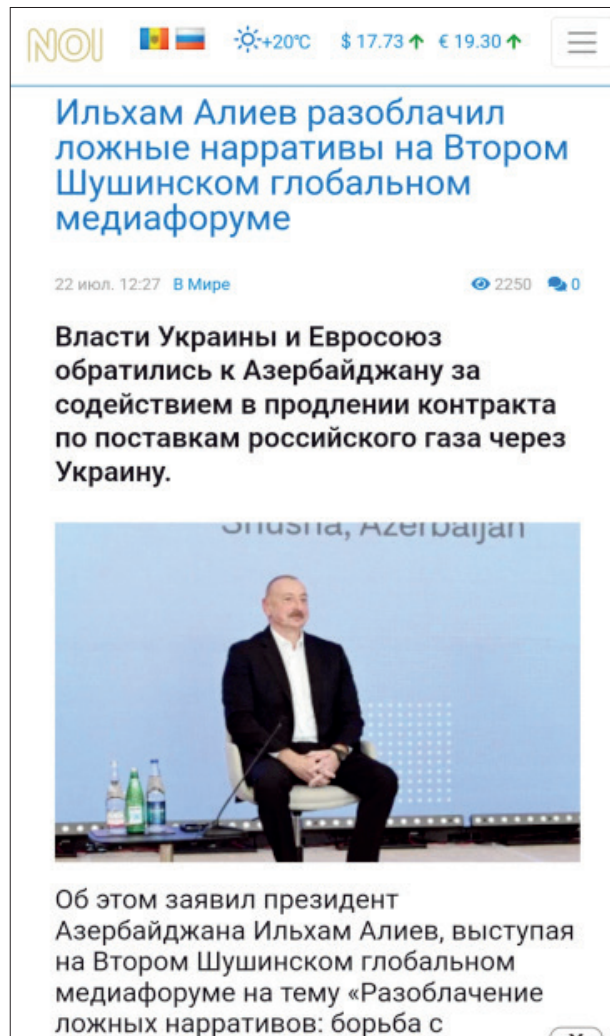 NOI +20°C $ 17.73 € 19.30
Ильхам Алиев разоблачил
ложные нарративы на Втором
Шушинском глобальном
медиафоруме
22 июл. 12:27 В Мире 2250 0
Власти Украины и Евросоюз
обратились к Азербайджану за
содействием в продлении контракта
по поставкам российского газа через
Украину.
Shusha, Azerbaijan
Об этом заявил президент
Азербайджана Ильхам Алиев, выступая
на Втором Шушинском глобальном
медиафоруме на тему «Разоблачение
ложных нарративов: борьба с